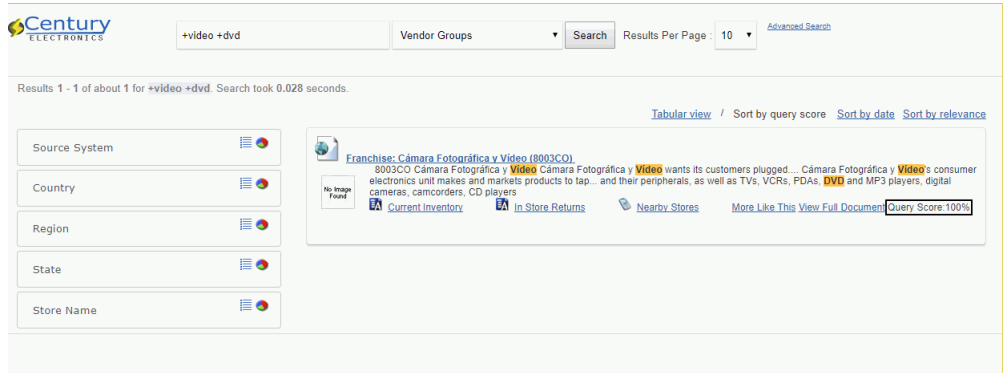 Century
ELECTRONICS
+video +dvd
Vendor Groups
Search
Results Per Page :
10
Advanced Search
Results 1 - 1 of about 1 for +video +dvd. Search took 0.028 seconds.
Tabular view / Sort by query score Sort by date Sort by relevance
Source System
Country
Region
State
Store Name
Franchise: Cámara Fotográfica y Vídeo (8003CO)
8003CO Cámara Fotográfica y Vídeo Cámara Fotográfica y Vídeo wants its customers plugged.... Cámara Fotográfica y Vídeo's consumer
electronics unit makes and markets products to tap... and their peripherals, as well as TVs, VCRs, PDAs, DVD and MP3 players, digital
cameras, camcorders, CD players
No Image
Found
Current Inventory In Store Returns Nearby Stores More Like This View Full Document Query Score:100%